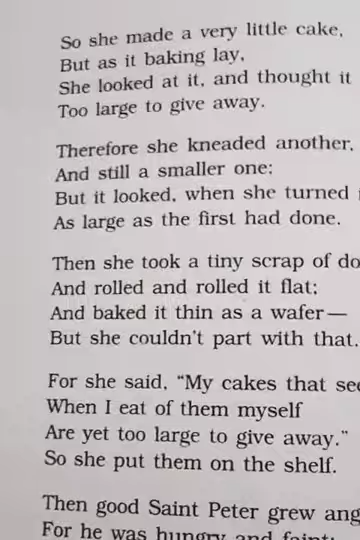 So she made a very little cake,
But as it baking lay,
She looked at it, and thought it
Too large to give away.
Therefore she kneaded another,
And still a smaller one;
But it looked, when she turned
As large as the first had done.
Then she took a tiny scrap of
And rolled and rolled it flat;
And baked it thin as a wafer—
But she couldn't part with that.
For she said, "My cakes that
When I eat of them myself
Are yet too large to give away."
So she put them on the shelf.
Then good Saint Peter grew
For he was hungry and faint;